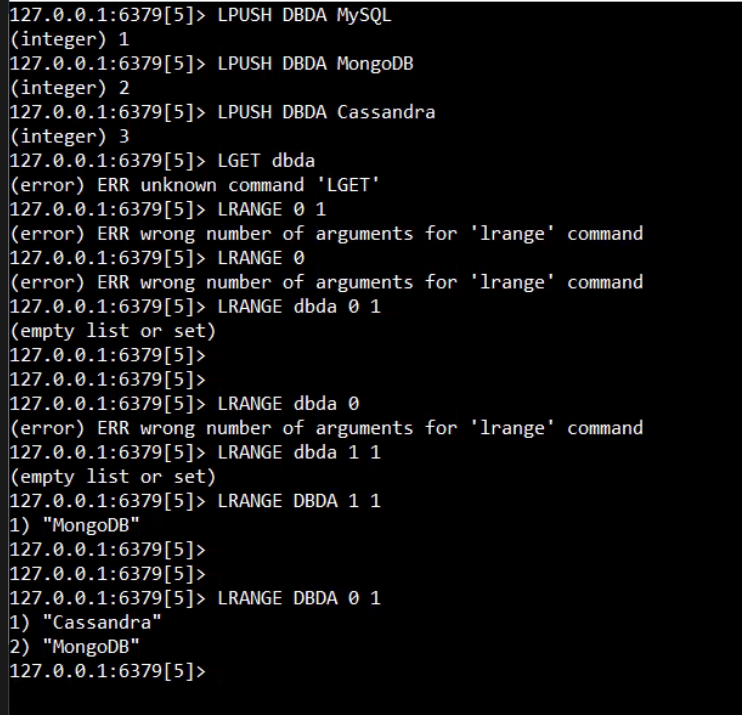 127.0.0.1:6379[5]> LPUSH DBDA MySQL
(integer) 1
127.0.0.1:6379[5]> LPUSH DBDA MongoDB
(integer) 2
127.0.0.1:6379[5]> LPUSH DBDA Cassandra
(integer) 3
127.0.0.1:6379[5]> LGET dbda
(error) ERR unknown command 'LGET'
127.0.0.1:6379[5]> LRANGE 0 1
(error) ERR wrong number of arguments for 'lrange' command
127.0.0.1:6379[5]> LRANGE 0
(error) ERR wrong number of arguments for 'lrange' command
127.0.0.1:6379[5]> LRANGE dbda 0 1
(empty list or set)
127.0.0.1:6379[5]>
127.0.0.1:6379[5]>
127.0.0.1:6379[5]> LRANGE dbda 0
(error) ERR wrong number of arguments for 'lrange' command
127.0.0.1:6379[5]> LRANGE dbda 1 1
(empty list or set)
127.0.0.1:6379[5]> LRANGE DBDA 1 1
1) "MongoDB"
127.0.0.1:6379[5]>
127.0.0.1:6379[5]>
127.0.0.1:6379[5]> LRANGE DBDA 0 1
1) "Cassandra"
2) "MongoDB"
127.0.0.1:6379[5]>